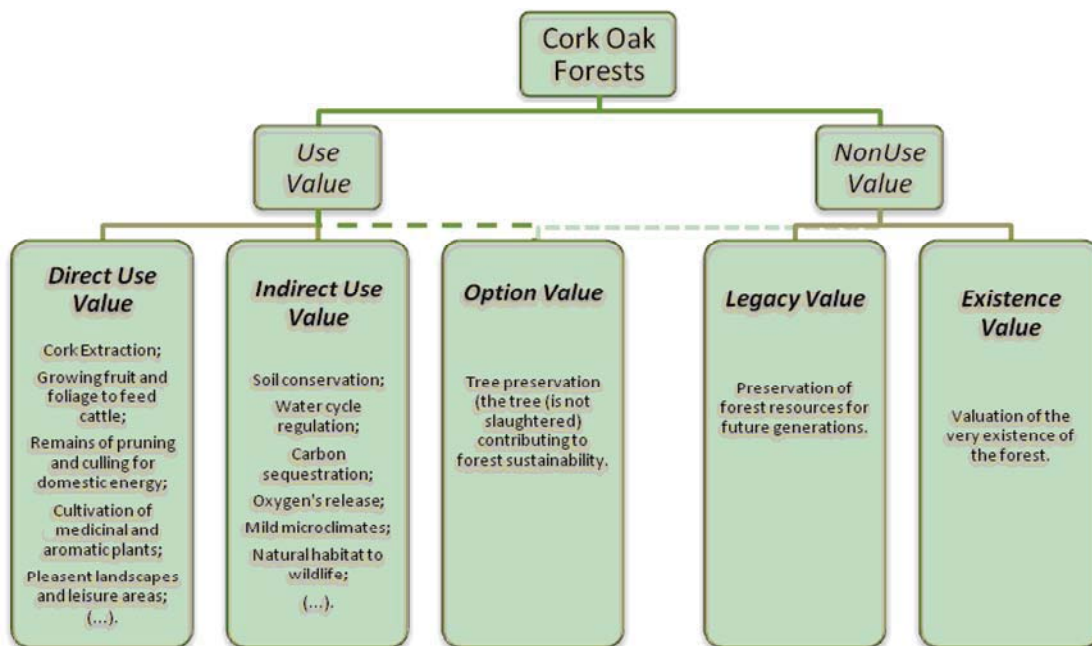 Cork Oak
Forests
Use
Value
NonUse
Value
Direct Use
Value
Cork Extraction;
Growing fruit and
foliage to feed
cattle;
Remains of pruning
and culling for
domestic energy;
Cultivation of
medicinal and
aromatic plants;
Pleasent landscapes
and leisure areas;
(...).
Indirect Use
Value
Soil conservation;
Water cycle
regulation;
Carbon
sequestration;
Oxygen's release;
Mild microclimates;
Natural habitat to
wildlife;
(...).
Option Value
Tree preservation
(the tree (is not
slaughtered)
contributing to
forest sustainability.
Legacy Value
Preservation of
forest resources for
future generations.
Existence
Value
Valuation of the
very existence of
the forest.